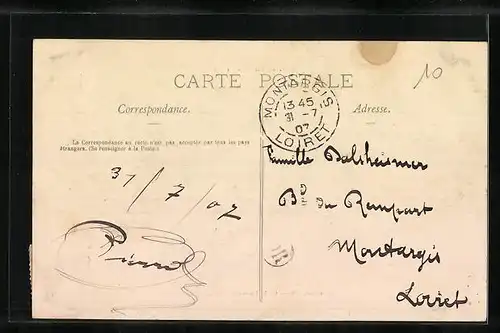 CARTE POSTALE
10
Correspondance.
Adresse.
MONTARGIS
13 45
31 - 7
07
LOIRET
La Correspondance au recto n'est pas acceptée par tous les pays
étrangers. (Se renseigner à la Poste)
31/7/07
Famille Dalsheimer
Bd du Rempart
Montargis
Loiret